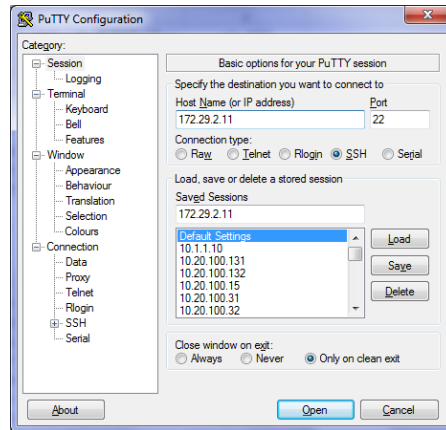 PuTTY Configuration
Category:
Session
Logging
Terminal
Keyboard
Bell
Features
Window
Appearance
Behaviour
Translation
Selection
Colours
Connection
Data
Proxy
Telnet
Rlogin
SSH
Serial
Basic options for your PuTTY session
Specify the destination you want to connect to
Host Name (or IP address) Port
172.29.2.11 22
Connection type:
Raw Telnet Rlogin SSH Serial
Load, save or delete a stored session
Saved Sessions
172.29.2.11
Default Settings
10.1.1.10
10.20.100.131
10.20.100.132
10.20.100.15
10.20.100.31
10.20.100.32
Load
Save
Delete
Close window on exit:
Always Never Only on clean exit
About Open Cancel